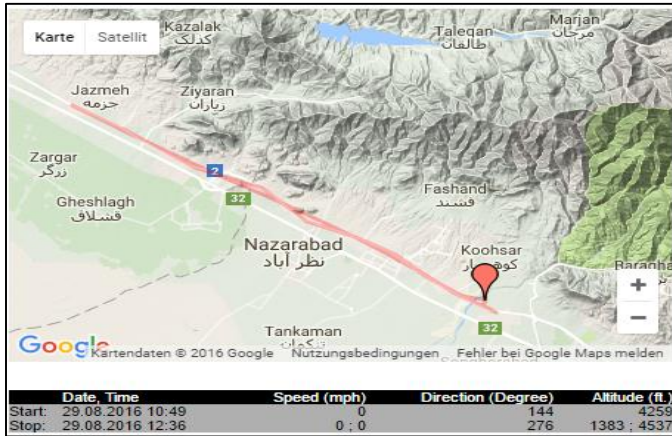 Karte Satellit
Kazalak
کذلک
Taleqan
طالقان
Marjan
مرجان
Jazmeh
جزمه
Ziyaran
زیاران
Zargar
زرگر
2
32
Gheshlagh
قشلاق
Fashand
فشند
Nazarabad
نظر آباد
Koohsar
Baragha
+
−
Tankaman
32
Google Kartendaten © 2016 Google Nutzungsbedingungen Fehler bei Google Maps melden
Date, Time Speed (mph) Direction (Degree) Altitude (ft.)
Start: 29.08.2016 10:49 0 144 4259
Stop: 29.08.2016 12:36 0 ; 0 276 1383 ; 4537